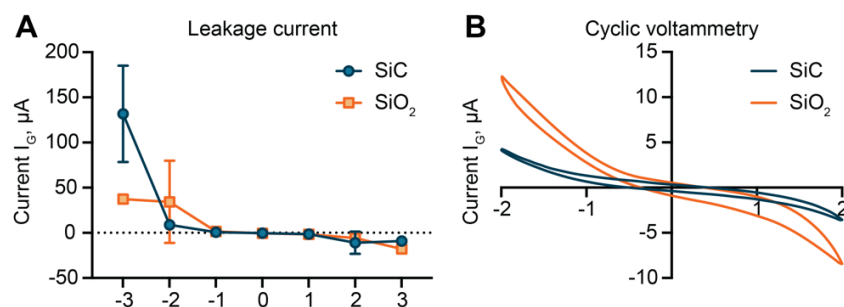 A
Leakage current
200
150
100
50
0
-50
Current I_G, μA
SiC
SiO₂
-3 -2 -1 0 1 2 3
B
Cyclic voltammetry
15
10
5
-5
-10
Current I_G, μA
SiC
SiO₂
-2 -1 1 2